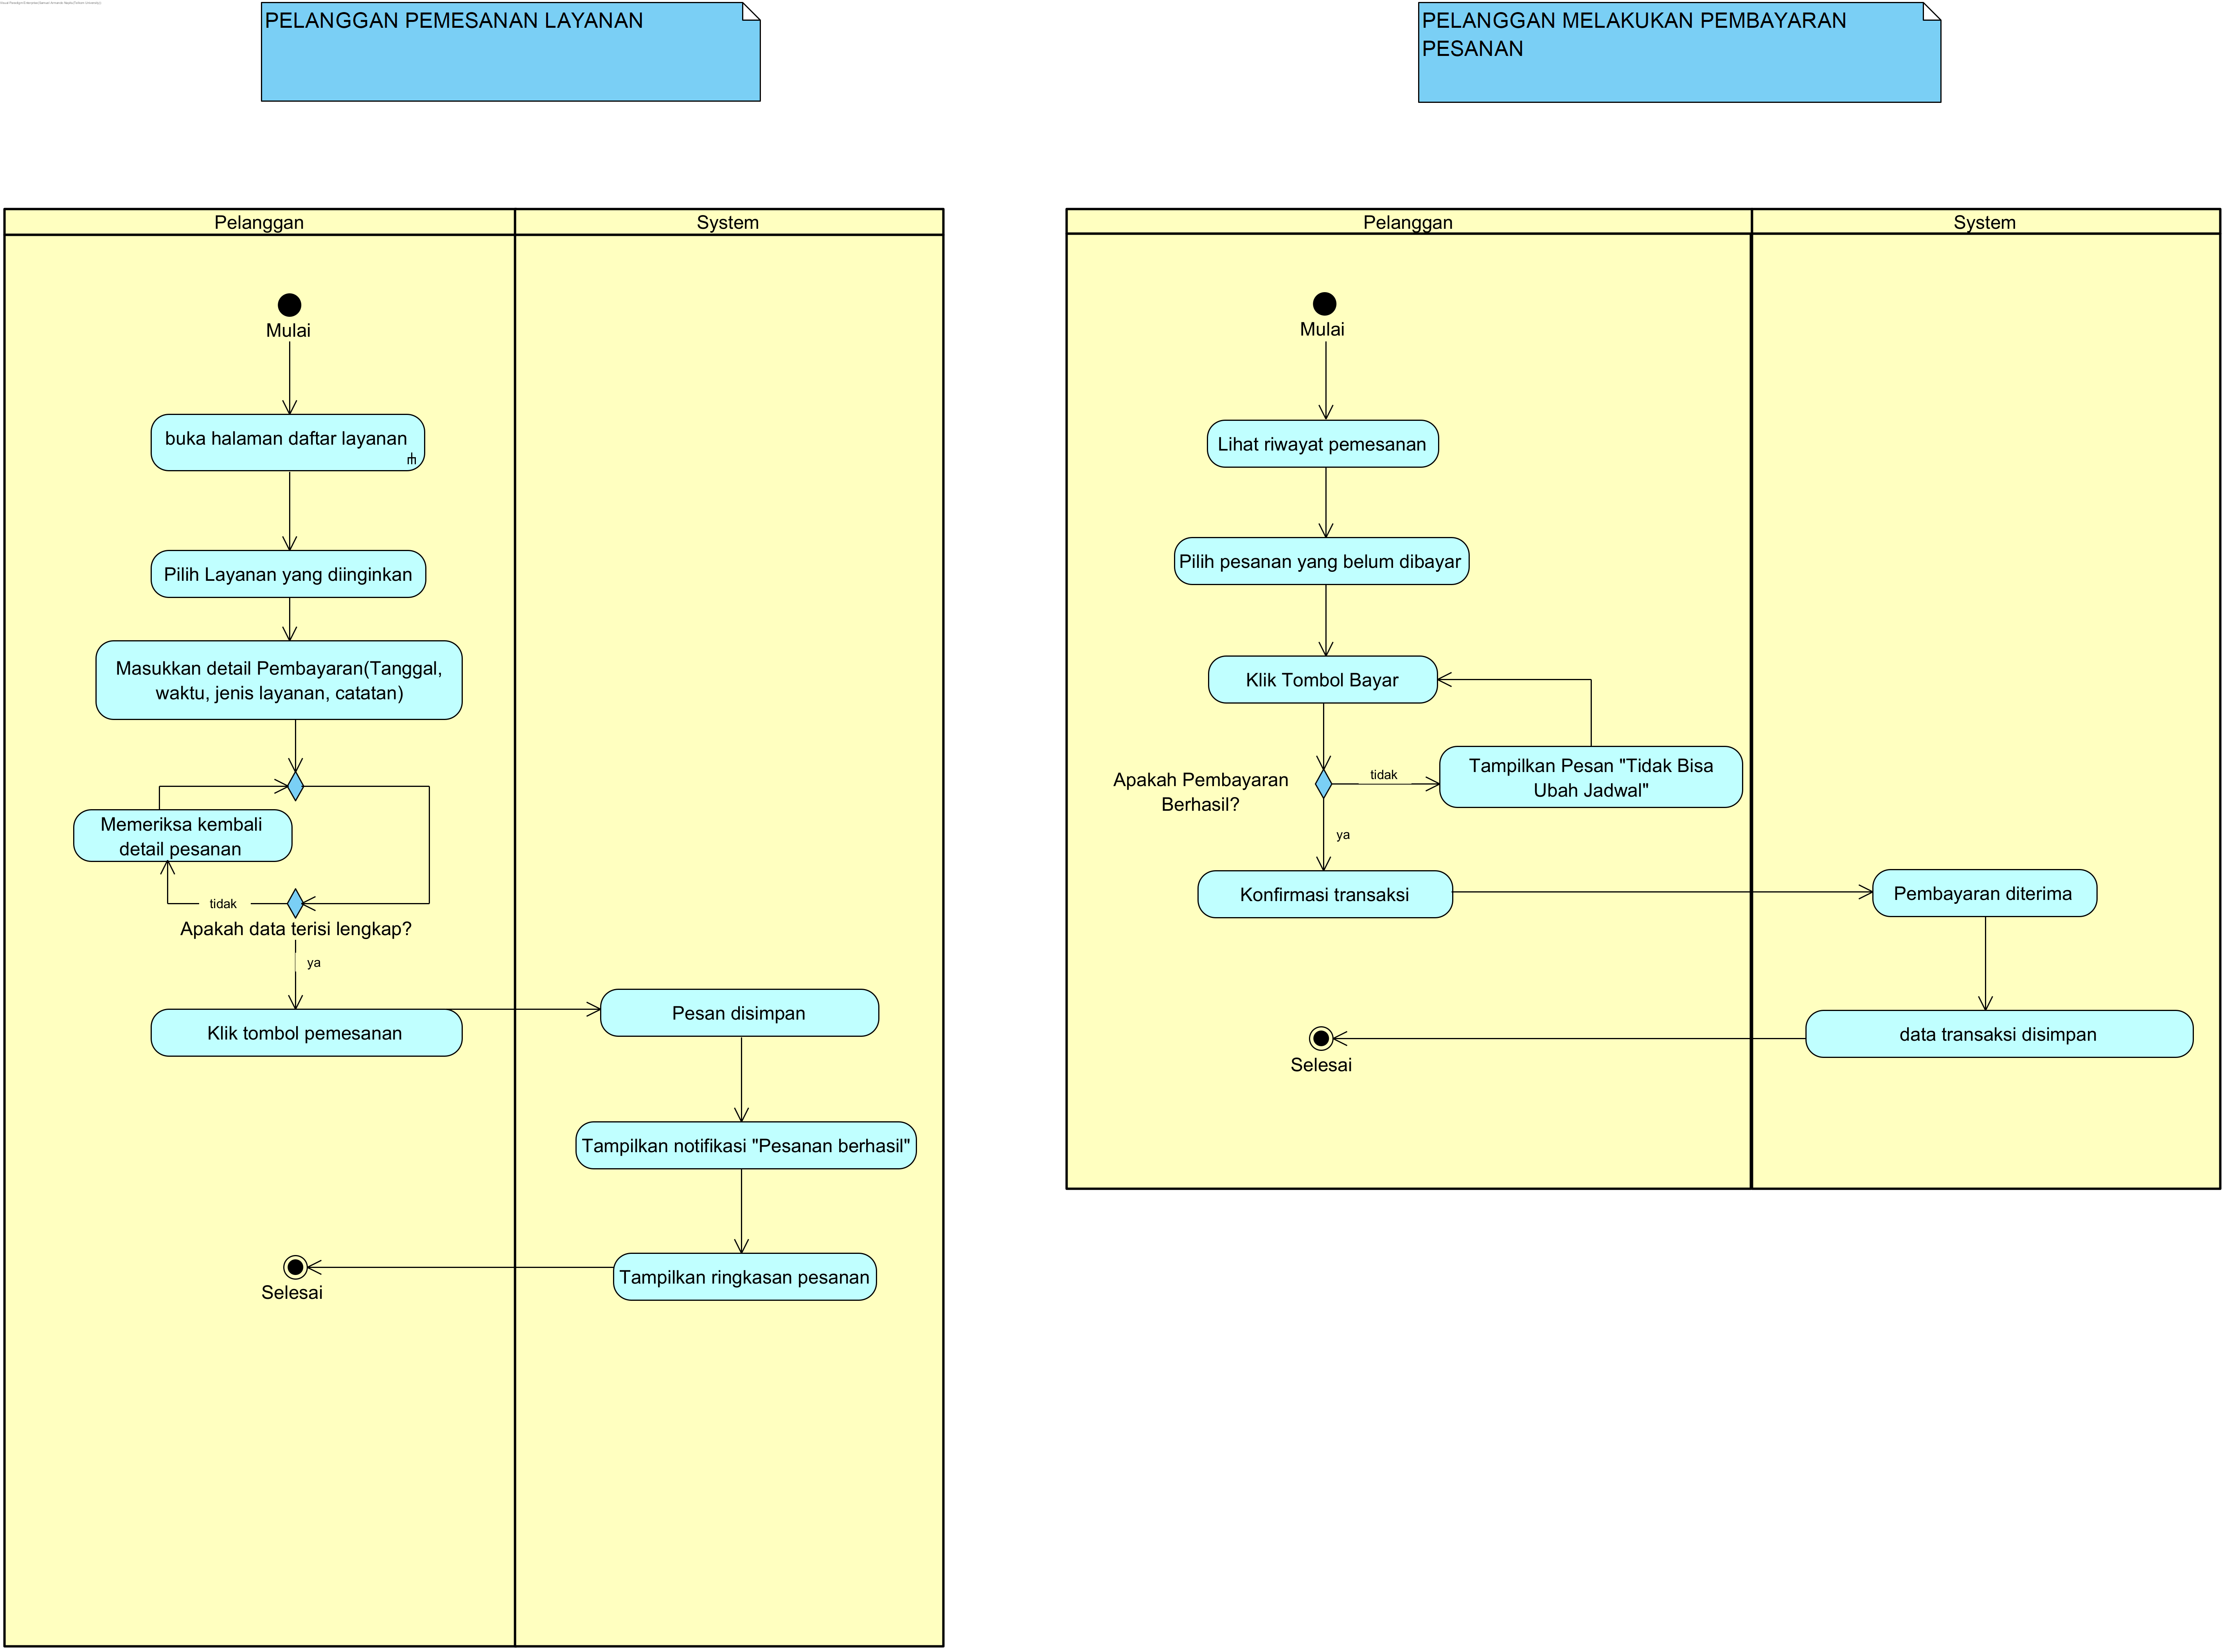 PELANGGAN PEMESANAN LAYANAN
Pelanggan
System
Mulai
buka halaman daftar layanan
Pilih Layanan yang diinginkan
Masukkan detail Pembayaran(Tanggal,
waktu, jenis layanan, catatan)
Memeriksa kembali
detail pesanan
tidak
Apakah data terisi lengkap?
ya
Klik tombol pemesanan
Pesan disimpan
Tampilkan notifikasi "Pesanan berhasil"
Tampilkan ringkasan pesanan
Selesai
PELANGGAN MELAKUKAN PEMBAYARAN
PESANAN
Pelanggan
System
Mulai
Lihat riwayat pemesanan
Pilih pesanan yang belum dibayar
Klik Tombol Bayar
Apakah Pembayaran
Berhasil?
tidak
Tampilkan Pesan "Tidak Bisa
Ubah Jadwal"
ya
Konfirmasi transaksi
Pembayaran diterima
data transaksi disimpan
Selesai